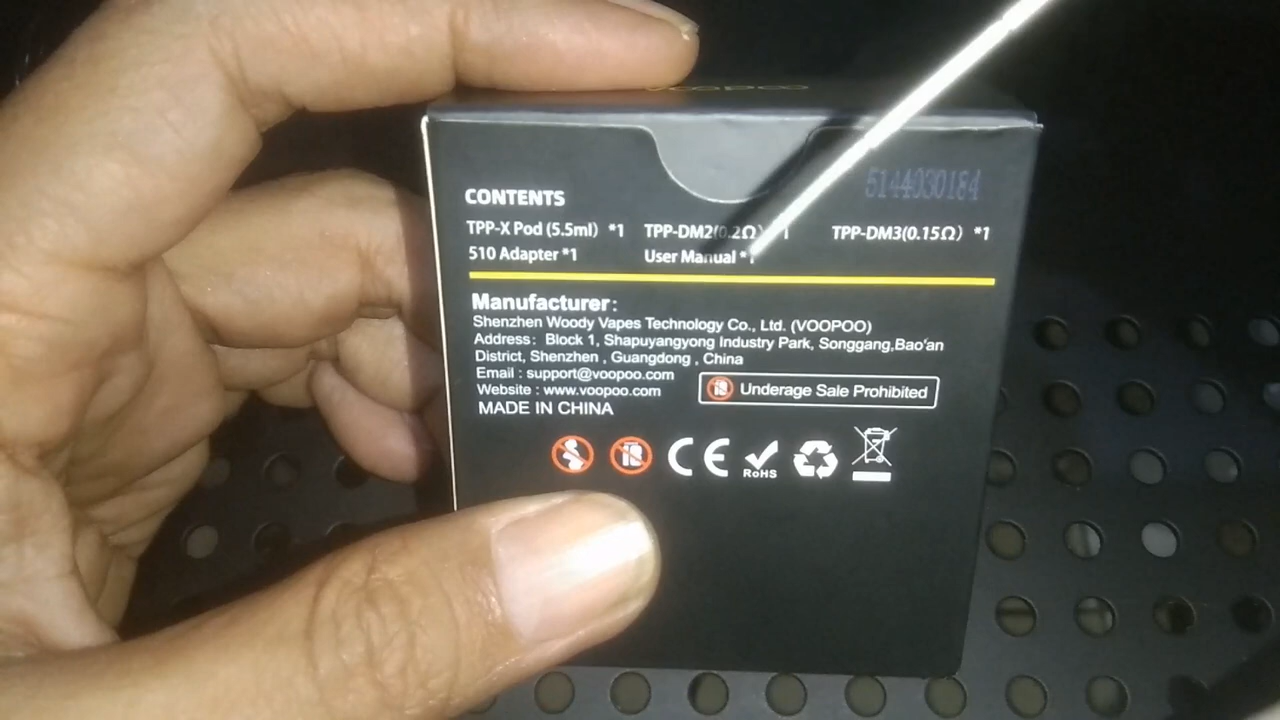 voopoo
5144030184
CONTENTS
TPP-X Pod (5.5ml) *1 TPP-DM2(0.2Ω) *1 TPP-DM3(0.15Ω) *1
510 Adapter *1 User Manual *1
Manufacturer:
Shenzhen Woody Vapes Technology Co., Ltd. (VOOPOO)
Address: Block 1, Shapuyangyong Industry Park, Songgang,Bao'an
District, Shenzhen , Guangdong , China
Email : support@voopoo.com
Website : www.voopoo.com
Underage Sale Prohibited
MADE IN CHINA
18
CE
RoHS